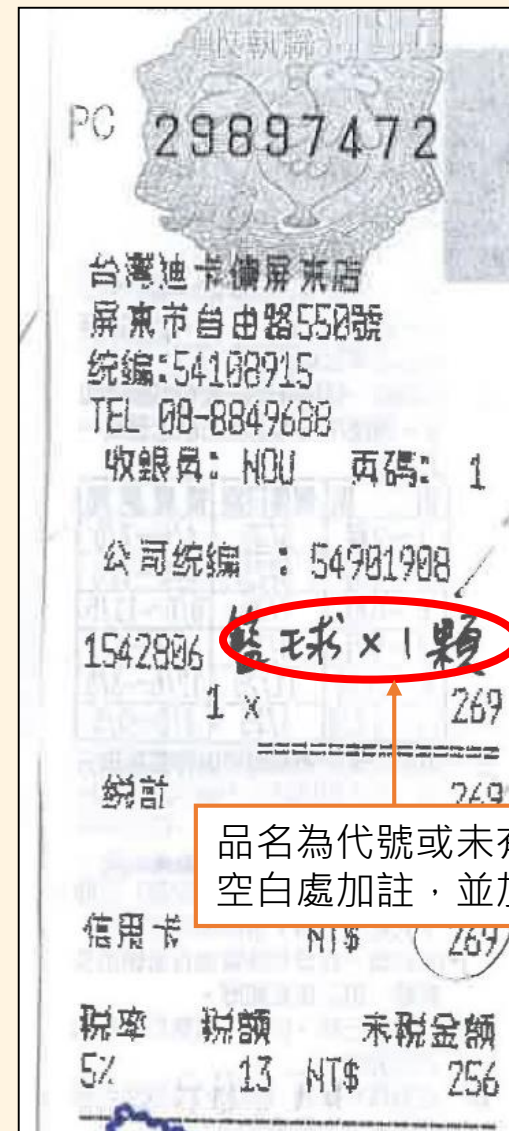 PC 29897472
台灣迪卡儂屏東店
屏東市自由路550號
統編:54108915
TEL 08-8849688
收銀員: NOU 頁碼: 1
公司統編 : 54901908
1542806 籃球×1顆
1 x 269
總計 269
品名為代號或未有
空白處加註，並加
信用卡 NT$ 269
稅率 稅額 未稅金額
5% 13 NT$ 256